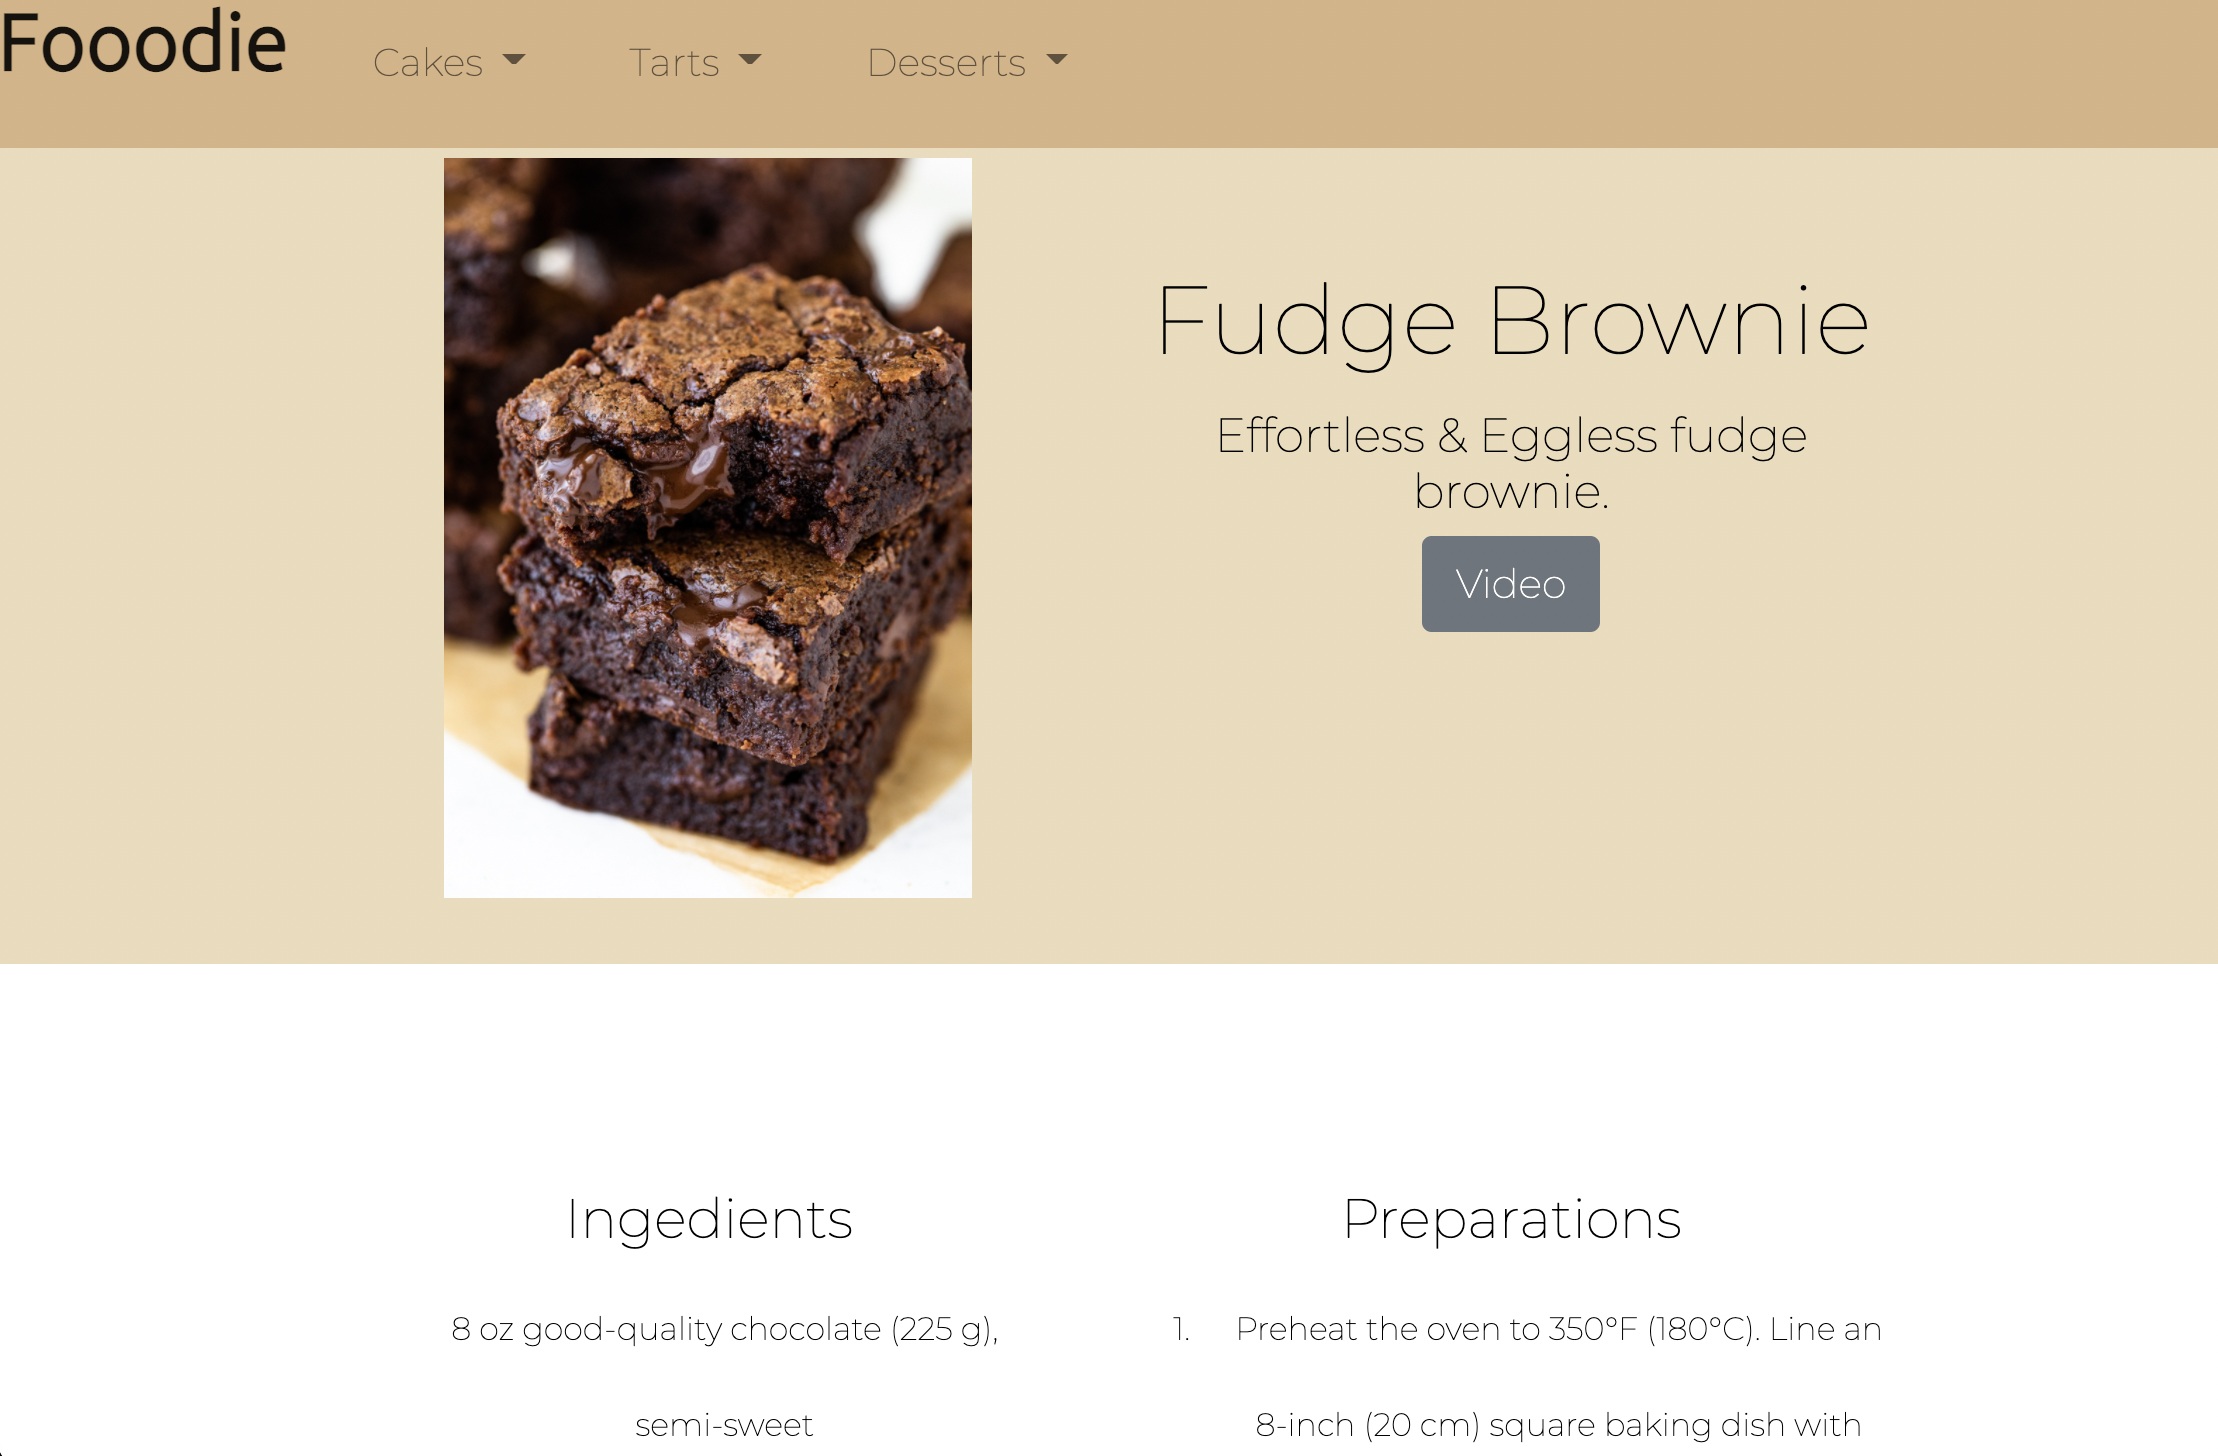 Fooodie
Cakes
Tarts
Desserts
Fudge Brownie
Effortless & Eggless fudge
brownie.
Video
Ingedients
8 oz good-quality chocolate (225 g),
semi-sweet
Preparations
1. Preheat the oven to 350°F (180°C). Line an
8-inch (20 cm) square baking dish with